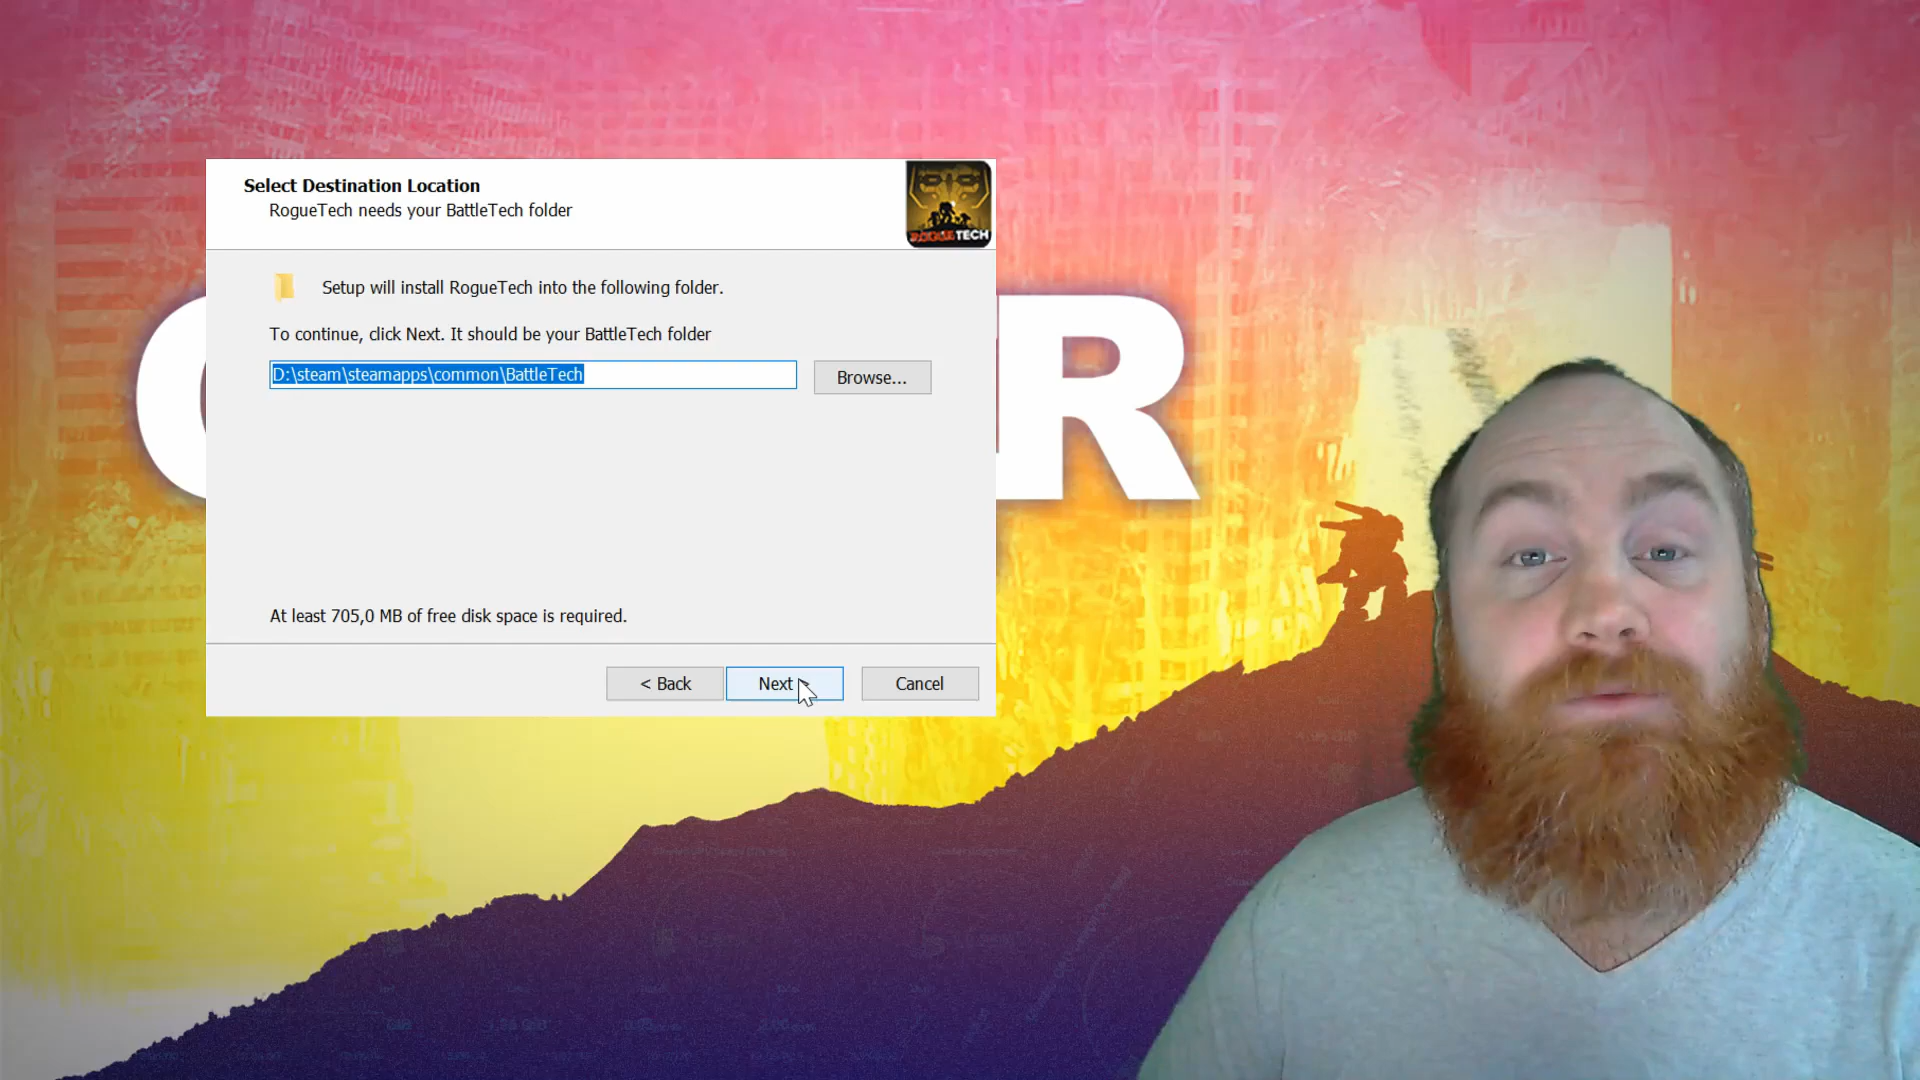 Select Destination Location
RogueTech needs your BattleTech folder
ROGUE TECH
Setup will install RogueTech into the following folder.
To continue, click Next. It should be your BattleTech folder
D:\steam\steamapps\common\BattleTech
Browse...
R
At least 705,0 MB of free disk space is required.
< Back
Next
Cancel